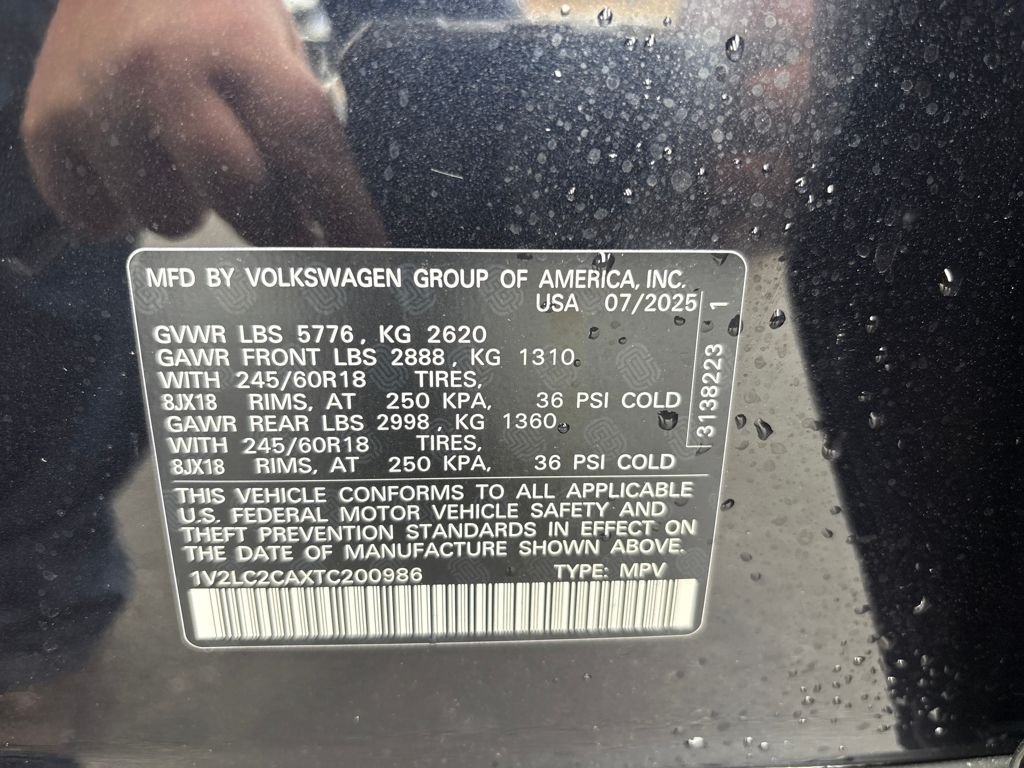 MFD BY VOLKSWAGEN GROUP OF AMERICA, INC.
USA 07/2025
GVWR LBS 5776, KG 2620
GAWR FRONT LBS 2888, KG 1310
WITH 245/60R18 TIRES,
8JX18 RIMS, AT 250 KPA, 36 PSI COLD
GAWR REAR LBS 2998, KG 1360
WITH 245/60R18 TIRES,
8JX18 RIMS, AT 250 KPA, 36 PSI COLD
3138223 1
THIS VEHICLE CONFORMS TO ALL APPLICABLE
U.S. FEDERAL MOTOR VEHICLE SAFETY AND
THEFT PREVENTION STANDARDS IN EFFECT ON
THE DATE OF MANUFACTURE SHOWN ABOVE.
1V2LC2CAXTC200986 TYPE: MPV